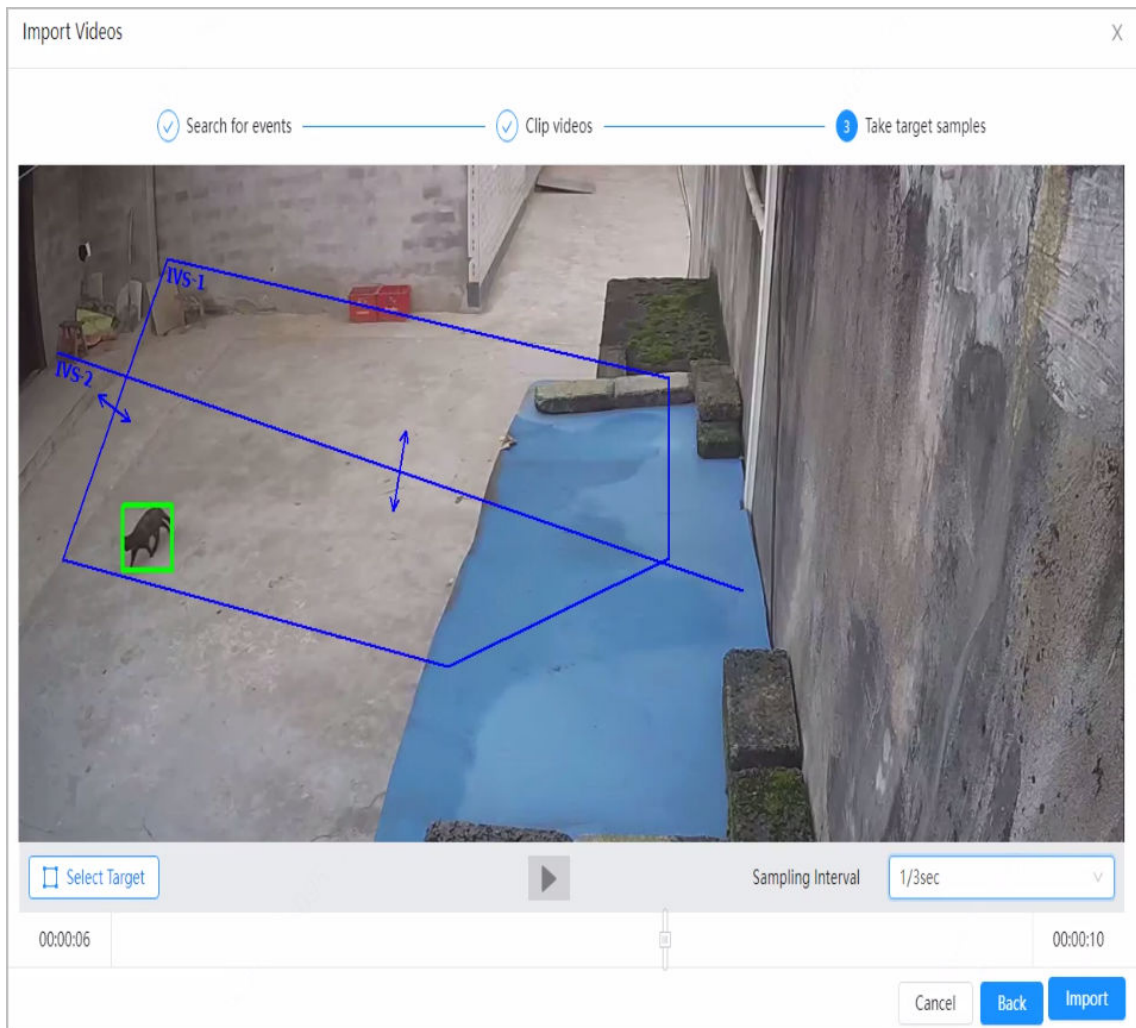 Import Videos X
Search for events Clip videos 3 Take target samples
IVS-1
IVS-2
Select Target Sampling Interval 1/3sec
00:00:06 00:00:10
Cancel Back Import